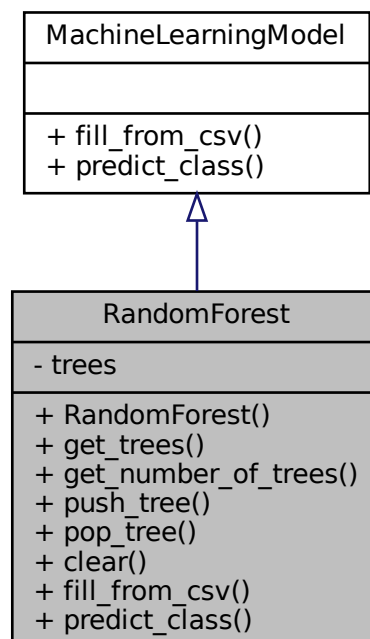 MachineLearningModel
+ fill_from_csv()
+ predict_class()
RandomForest
- trees
+ RandomForest()
+ get_trees()
+ get_number_of_trees()
+ push_tree()
+ pop_tree()
+ clear()
+ fill_from_csv()
+ predict_class()